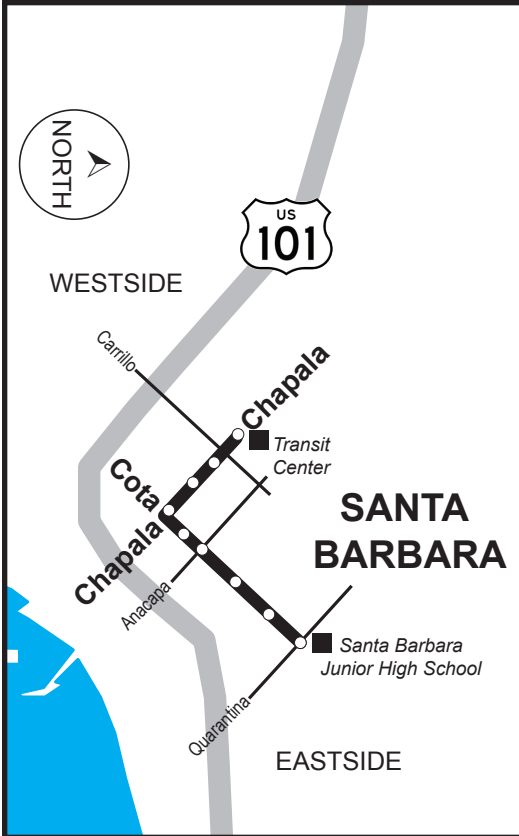 NORTH
US
101
WESTSIDE
Carrillo
Chapala
Transit
Center
Cota
Chapala
SANTA
BARBARA
Anacapa
Santa Barbara
Junior High School
Quarantina
EASTSIDE